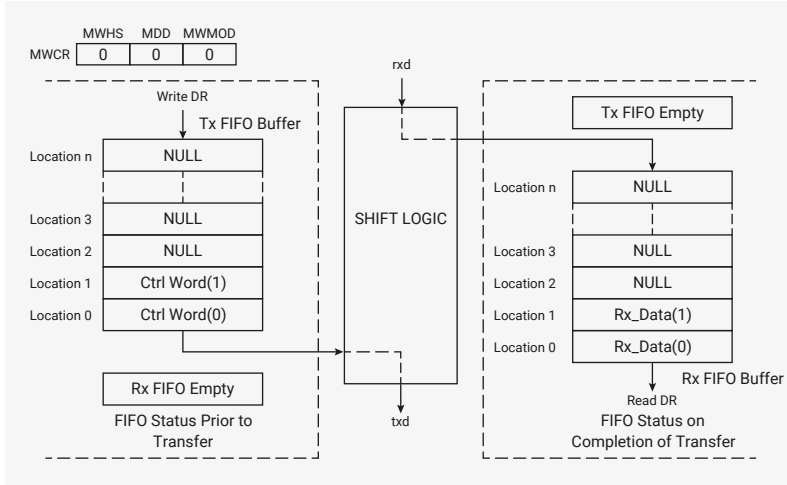 MWHS MDD MWMOD
MWCR 0 0 0
Write DR
Tx FIFO Buffer
Location n NULL
Location 3 NULL
Location 2 NULL
Location 1 Ctrl Word(1)
Location 0 Ctrl Word(0)
Rx FIFO Empty
FIFO Status Prior to
Transfer
rxd
SHIFT LOGIC
txd
Tx FIFO Empty
Location n NULL
Location 3 NULL
Location 2 NULL
Location 1 Rx_Data(1)
Location 0 Rx_Data(0)
Rx FIFO Buffer
Read DR
FIFO Status on
Completion of Transfer